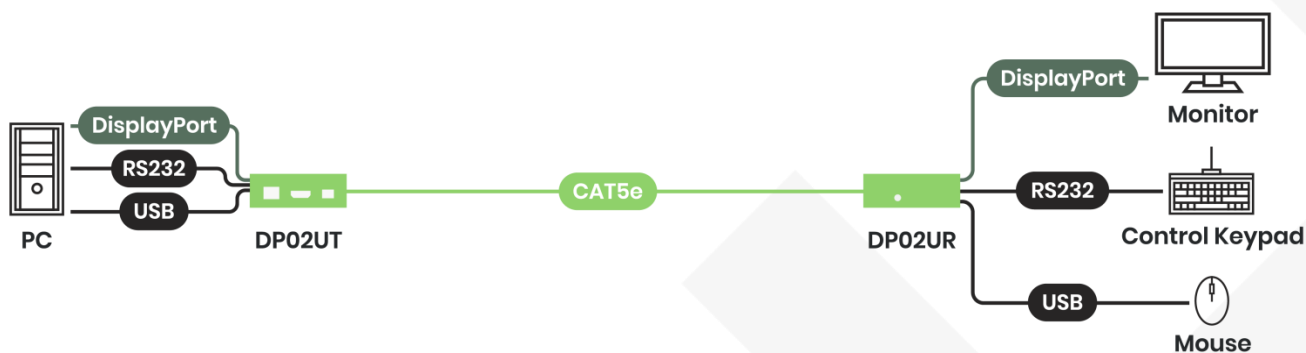 DisplayPort
Monitor
DisplayPort
RS232
USB
PC
DP02UT
CAT5e
DP02UR
RS232
Control Keypad
USB
Mouse